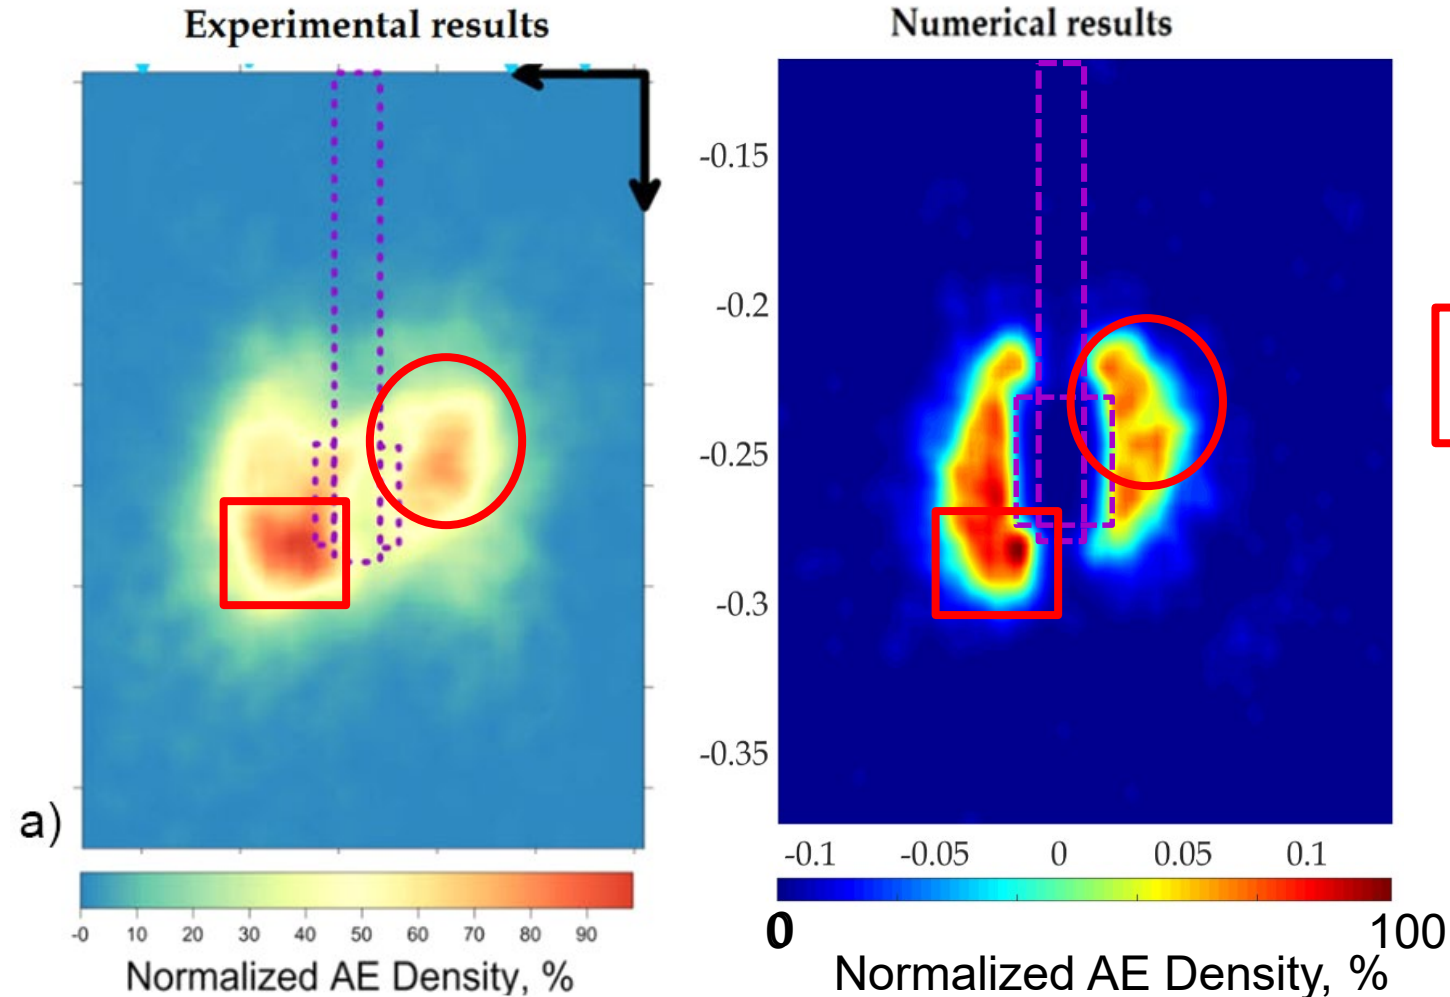 Experimental results
Numerical results
-0.15
-0.2
-0.25
-0.3
-0.35
a)
-0.1 -0.05 0 0.05 0.1
-0 10 20 30 40 50 60 70 80 90
0 100
Normalized AE Density, %
Normalized AE Density, %